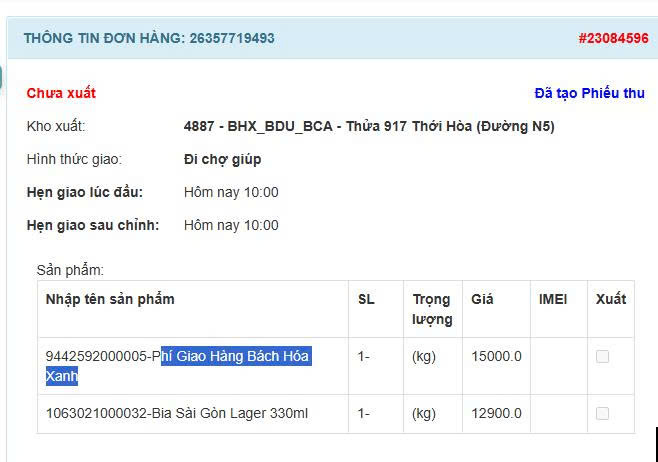 THÔNG TIN ĐƠN HÀNG: 26357719493 #23084596
Chưa xuất Đã tạo Phiếu thu
Kho xuất: 4887 - BHX_BDU_BCA - Thửa 917 Thới Hòa (Đường N5)
Hình thức giao: Đi chợ giúp
Hẹn giao lúc đầu: Hôm nay 10:00
Hẹn giao sau chỉnh: Hôm nay 10:00
Sản phẩm:
Nhập tên sản phẩm SL Trọng lượng Giá IMEI Xuất
9442592000005-Phí Giao Hàng Bách Hóa Xanh 1- (kg) 15000.0
1063021000032-Bia Sài Gòn Lager 330ml 1- (kg) 12900.0